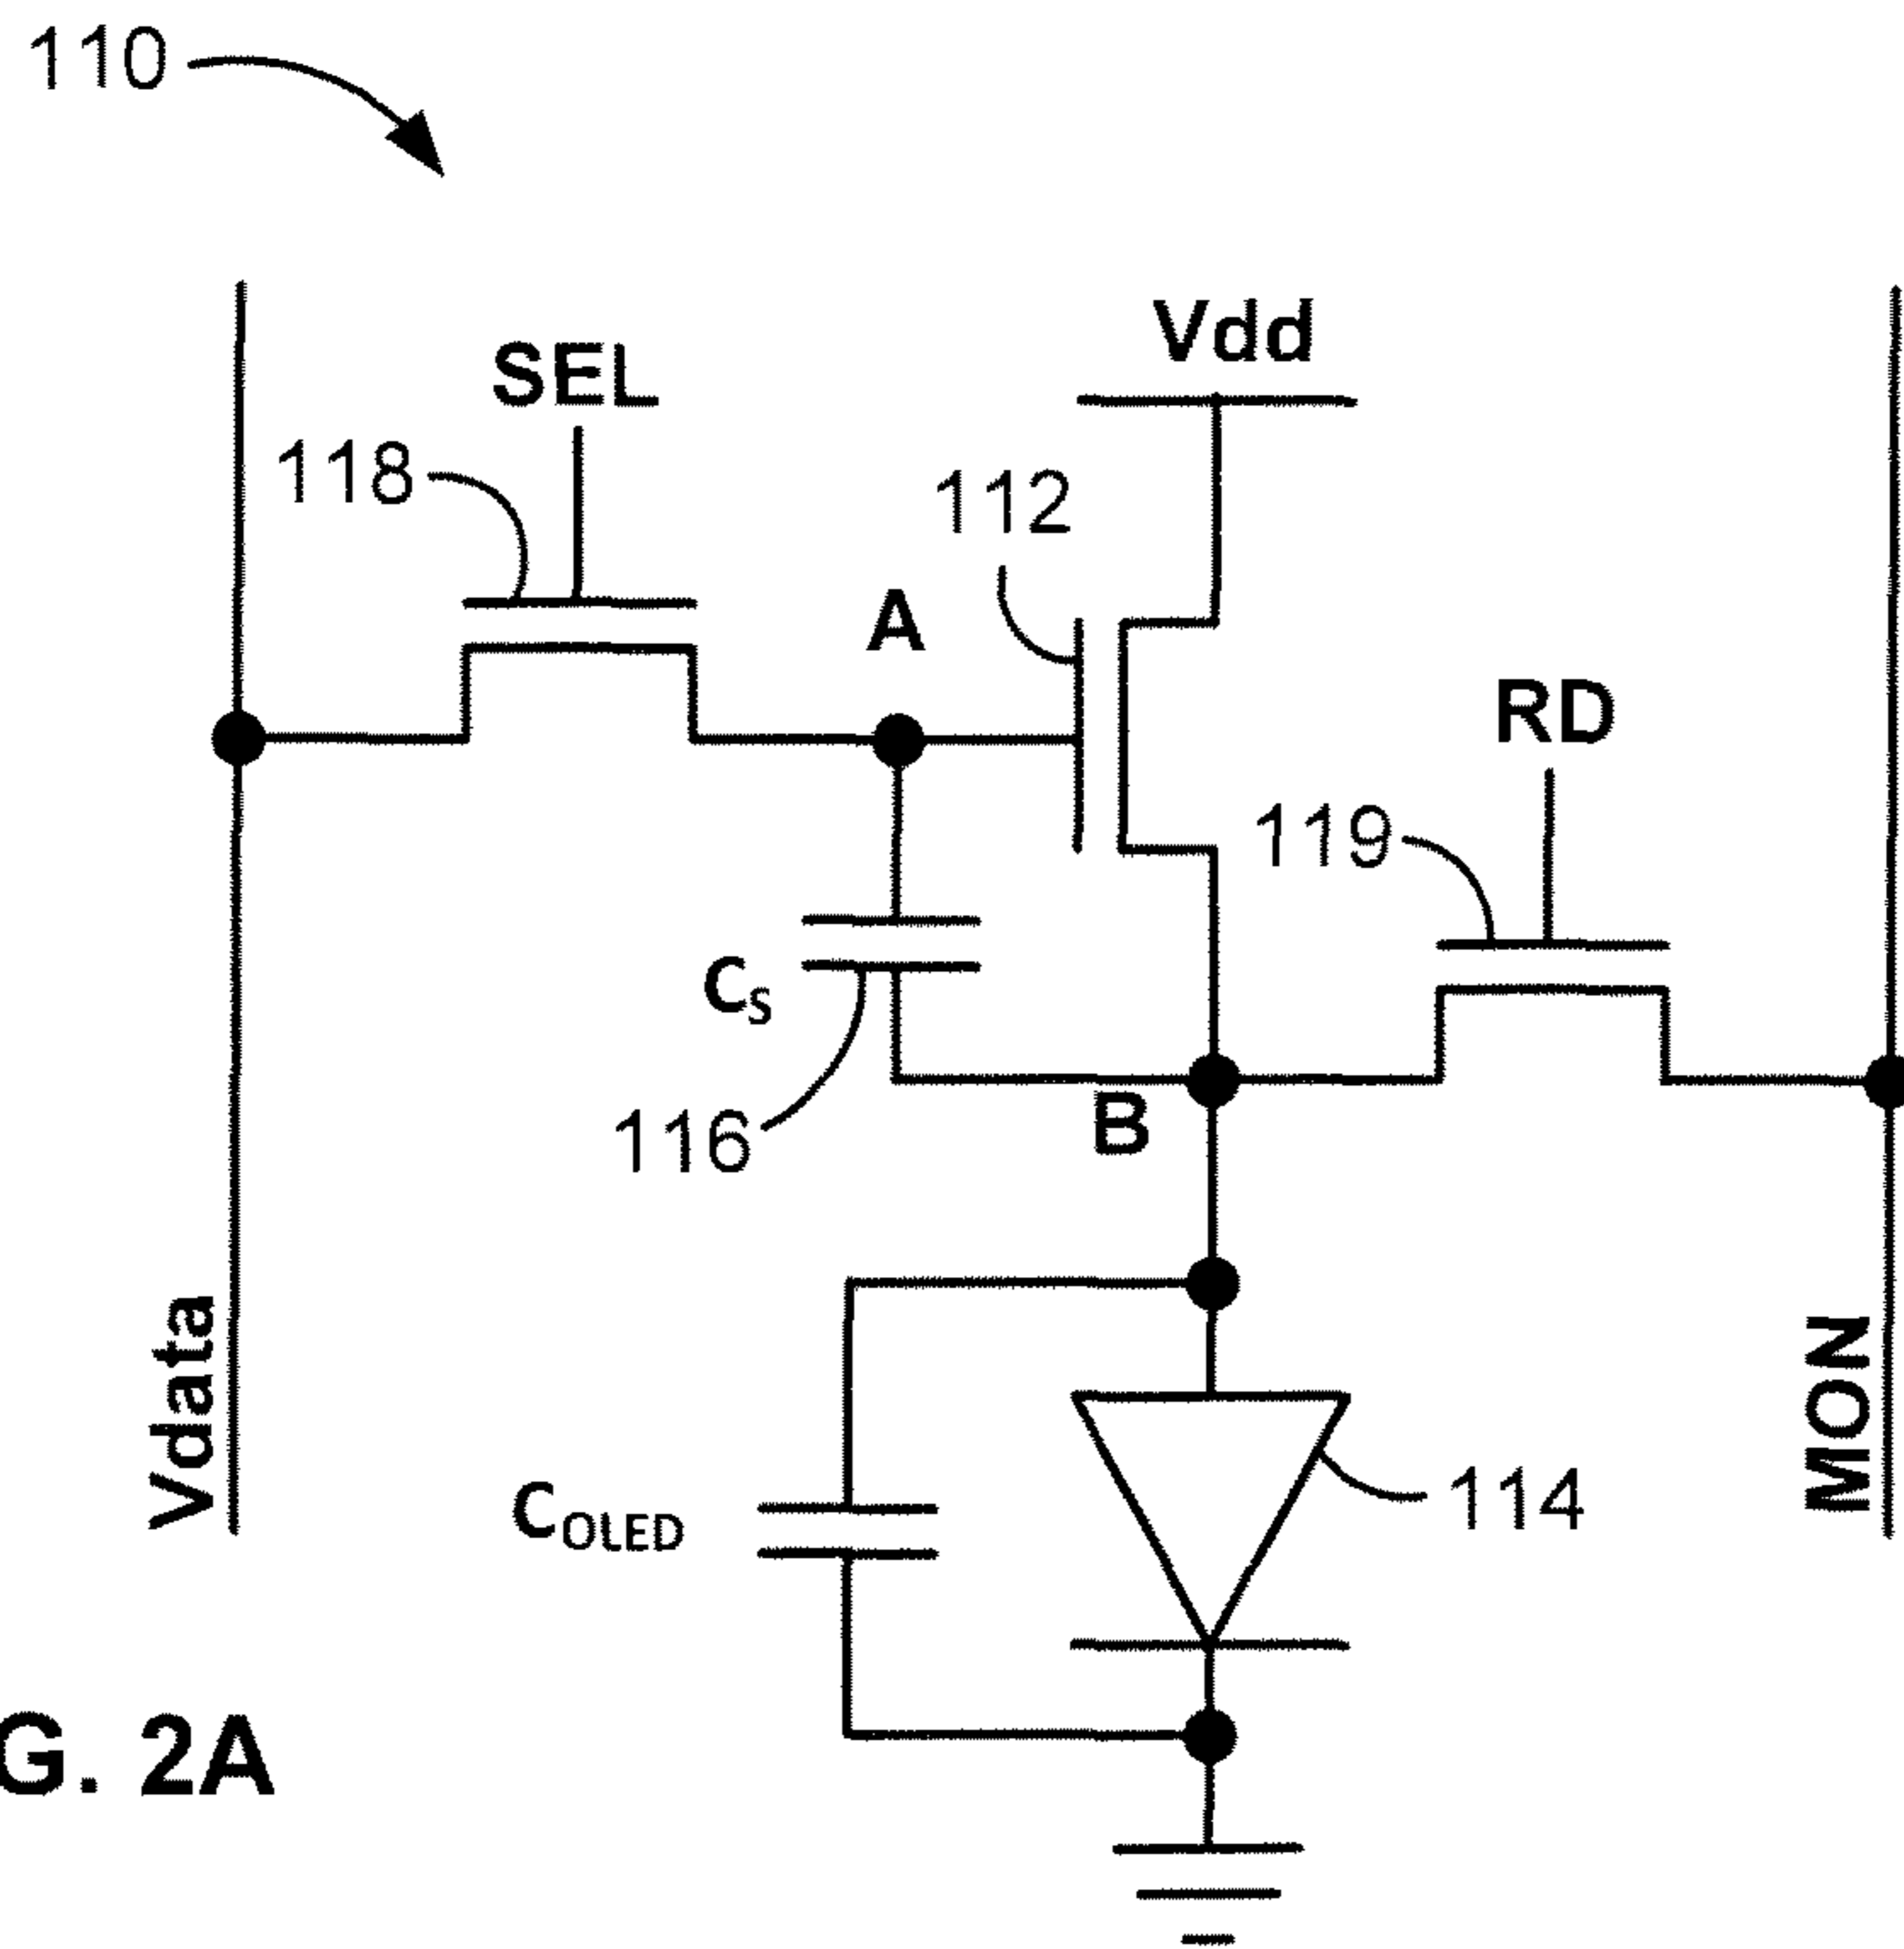 110
SEL
Vdd
118
112
A
RD
119
CS
116
B
Vdata
MON
COLED
114
G. 2A